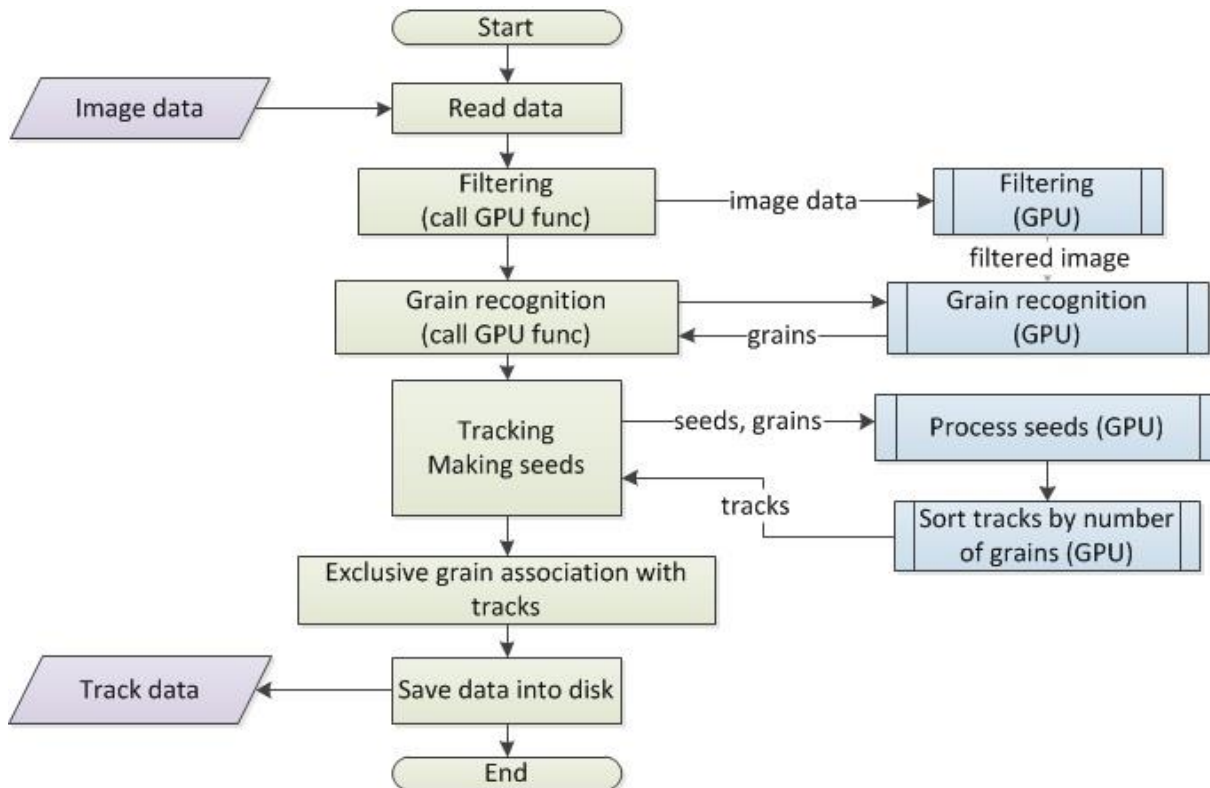 Start
Image data
Read data
Filtering
(call GPU func)
image data
Filtering
(GPU)
filtered image
Grain recognition
(call GPU func)
grains
Grain recognition
(GPU)
Tracking
Making seeds
seeds, grains
Process seeds (GPU)
tracks
Sort tracks by number
of grains (GPU)
Exclusive grain association with
tracks
Track data
Save data into disk
End